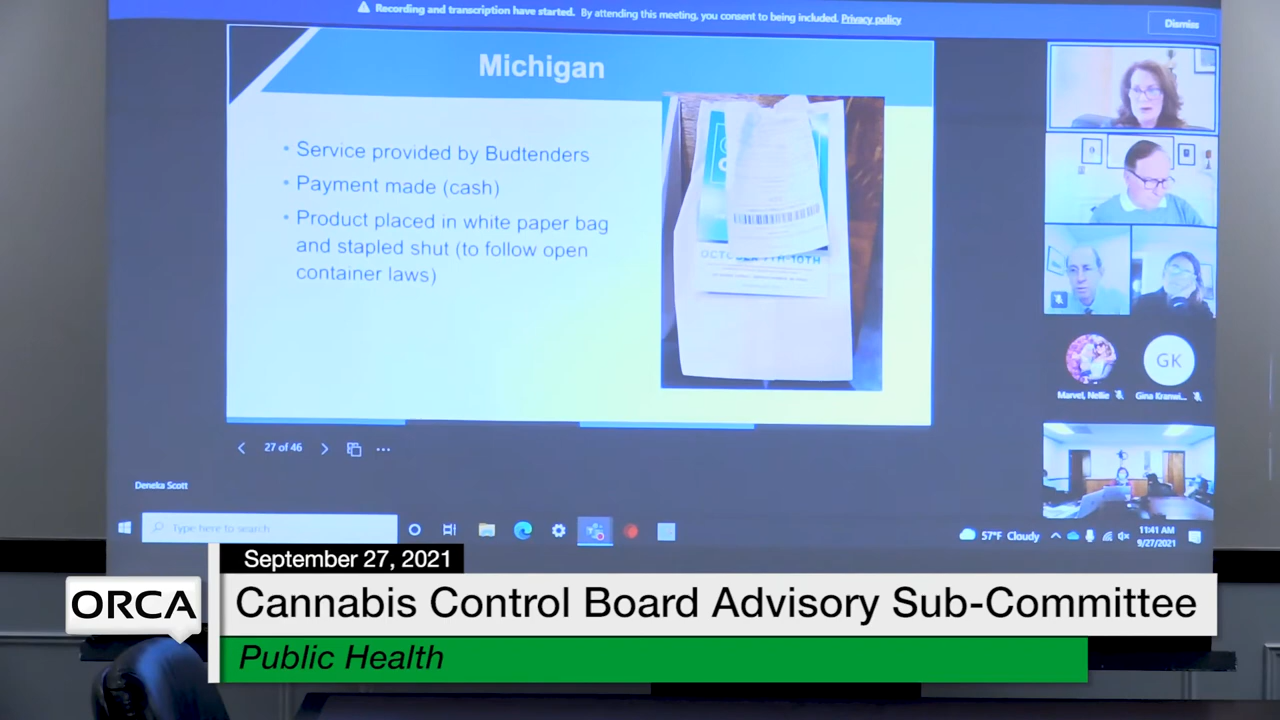 Recording and transcription have started. By attending this meeting, you consent to being included. Privacy policy
Dismiss
Michigan
• Service provided by Budtenders
• Payment made (cash)
• Product placed in white paper bag
and stapled shut (to follow open
container laws)
OCTOBER 7TH-10TH
Marvel, Nellie
GK
Gina Kranwi...
27 of 46
Deneka Scott
Type here to search
57°F Cloudy
11:41 AM
9/27/2021
September 27, 2021
ORCA
Cannabis Control Board Advisory Sub-Committee
Public Health